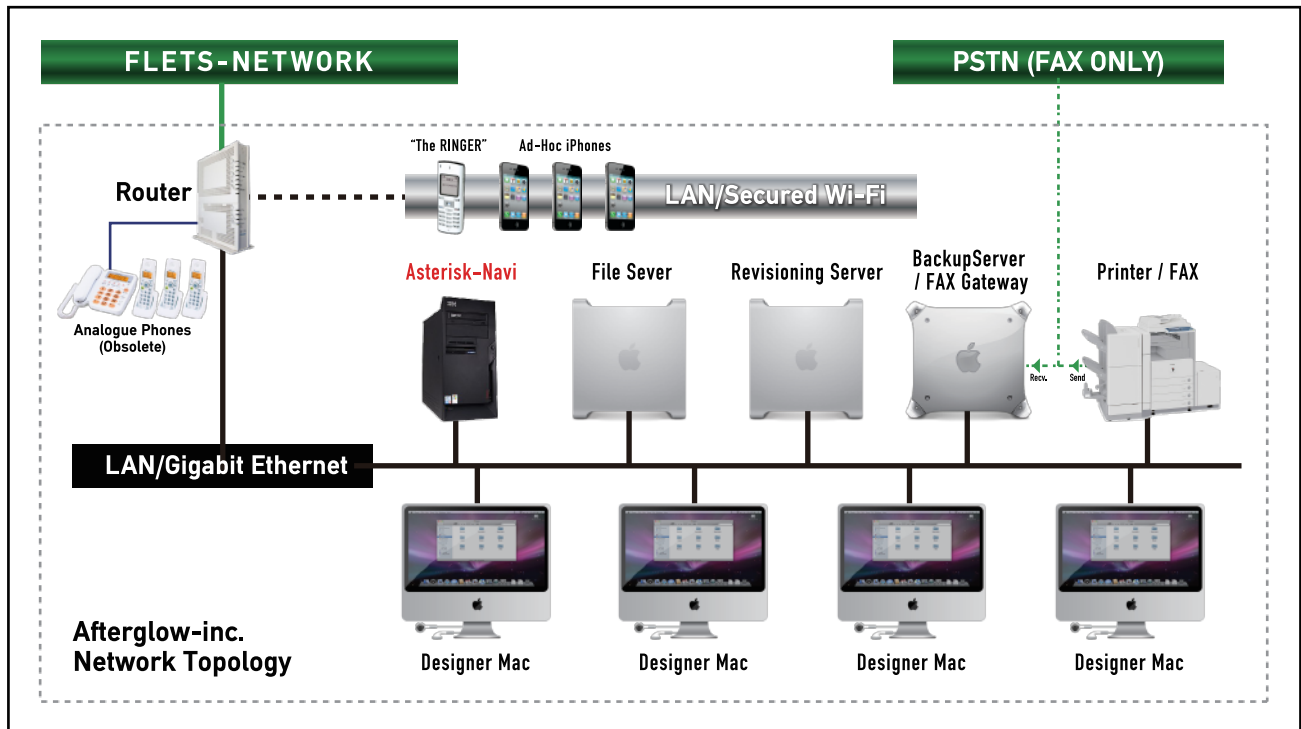 FLETS-NETWORK
PSTN (FAX ONLY)
"The RINGER"
Ad-Hoc iPhones
Router
LAN/Secured Wi-Fi
Analogue Phones
(Obsolete)
Asterisk-Navi
File Sever
Revisioning Server
BackupServer
/ FAX Gateway
Printer / FAX
IBM
Recv.
Send
LAN/Gigabit Ethernet
Designer Mac
Designer Mac
Designer Mac
Designer Mac
Afterglow-inc.
Network Topology